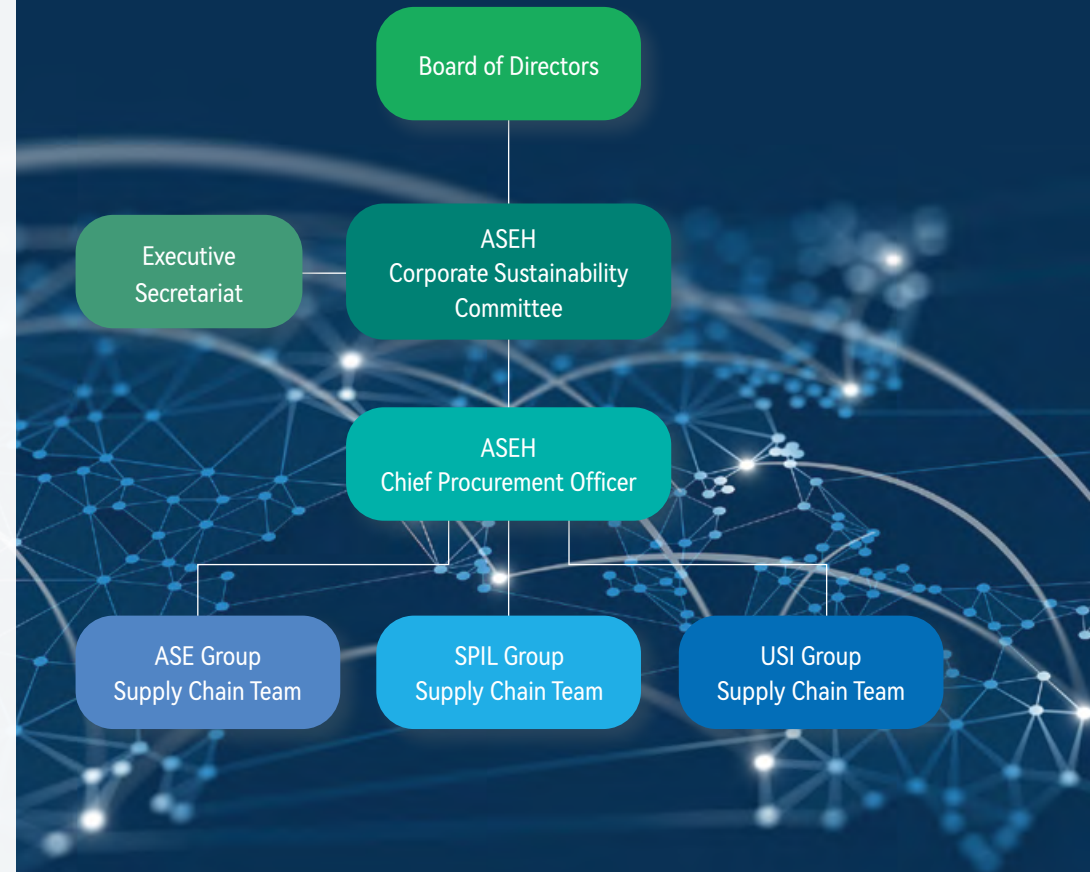 Board of Directors
Executive
Secretariat
ASEH
Corporate Sustainability
Committee
ASEH
Chief Procurement Officer
ASE Group
Supply Chain Team
SPIL Group
Supply Chain Team
USI Group
Supply Chain Team